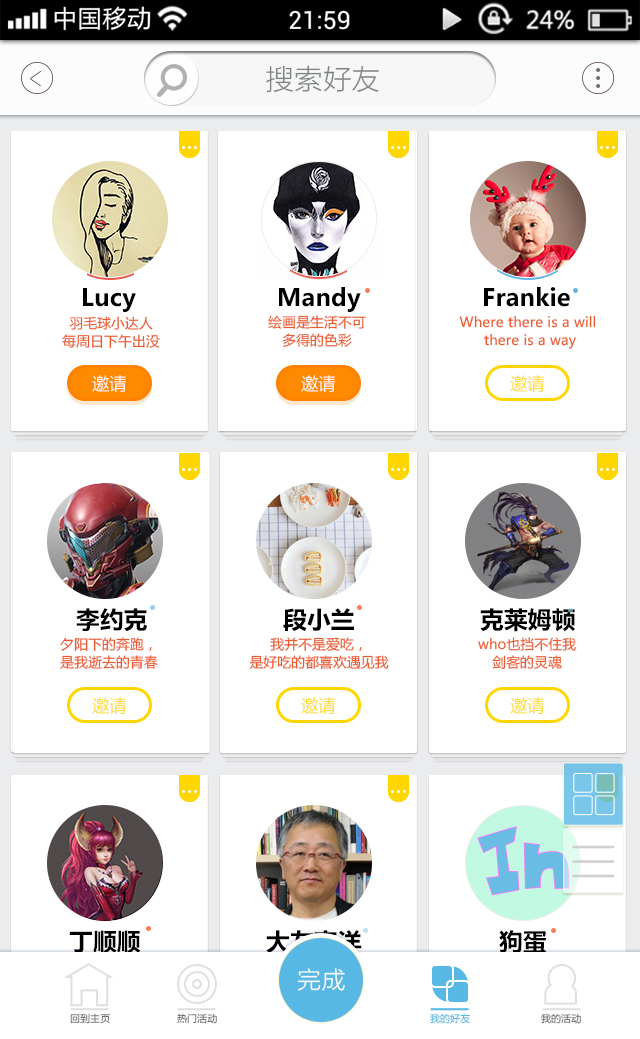 中国移动 21:59 24%
搜索好友
Lucy
羽毛球小达人
每周日下午出没
邀请
Mandy
绘画是生活不可
多得的色彩
邀请
Frankie
Where there is a will
there is a way
邀请
李约克
夕阳下的奔跑，
是我逝去的青春
邀请
段小兰
我并不是爱吃，
是好吃的都喜欢遇见我
邀请
克莱姆顿
who也挡不住我
剑客的灵魂
邀请
丁顺顺
In
狗蛋
回到主页
热门活动
完成
我的好友
我的活动